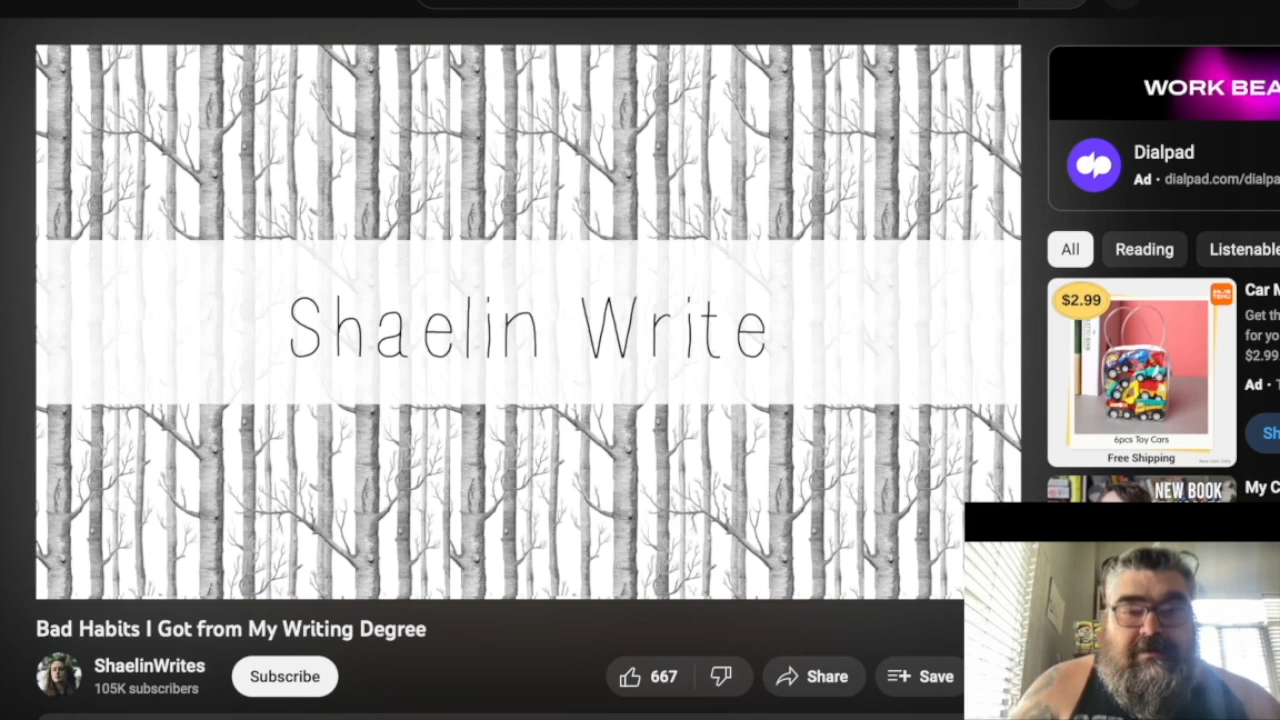 Shaelin Write
Bad Habits I Got from My Writing Degree
ShaelinWrites
105K subscribers
Subscribe
667
Share
Save
WORK BEA
Dialpad
Ad · dialpad.com/dialpa
All
Reading
Listenable
$2.99
TEMU
6pcs Toy Cars
Free Shipping
Car M
Get th
for yo
$2.99
Ad · T
Sh
NEW BOOK
My C